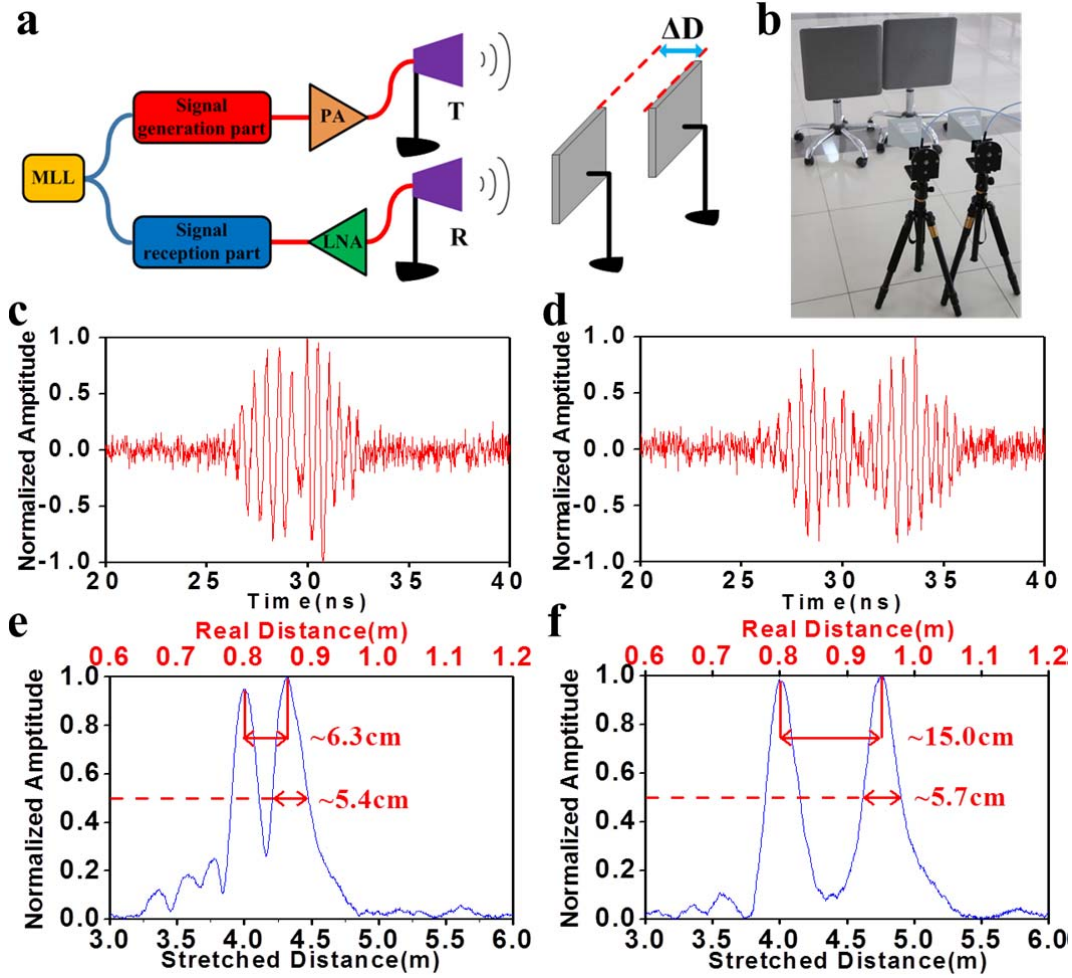 a
b
MLL
Signal
generation part
PA
T
Signal
reception part
LNA
R
ΔD
c
d
Normalized Amptitude
1.0
0.5
0.0
-0.5
-1.0
20 25 30 35 40
Time(ns)
Normalized Amptitude
1.0
0.5
0.0
-0.5
-1.0
20 25 30 35 40
Time(ns)
e
f
Real Distance(m)
0.6 0.7 0.8 0.9 1.0 1.1 1.2
Normalized Amptitude
1.0
0.8
0.6
0.4
0.2
0.0
~6.3cm
~5.4cm
3.0 3.5 4.0 4.5 5.0 5.5 6.0
Stretched Distance(m)
Real Distance(m)
0.6 0.7 0.8 0.9 1.0 1.1 1.2
Normalized Amptitude
1.0
0.8
0.6
0.4
0.2
0.0
~15.0cm
~5.7cm
3.0 3.5 4.0 4.5 5.0 5.5 6.0
Stretched Distance(m)